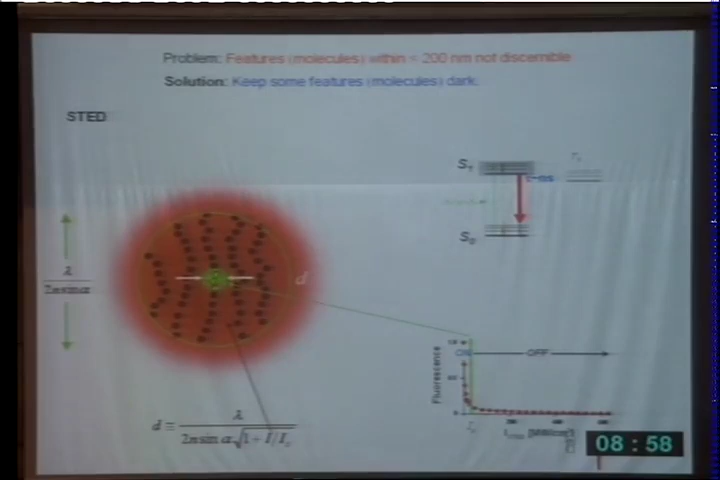 Problem: Features (molecules) within < 200 nm not discernible
Solution: Keep some features (molecules) dark.
STED
S₁
S₀
λ
2n sin α
d
Fluorescence
ON
OFF
d ≅ λ
2n sin α √1 + I/Iₛ
08:58